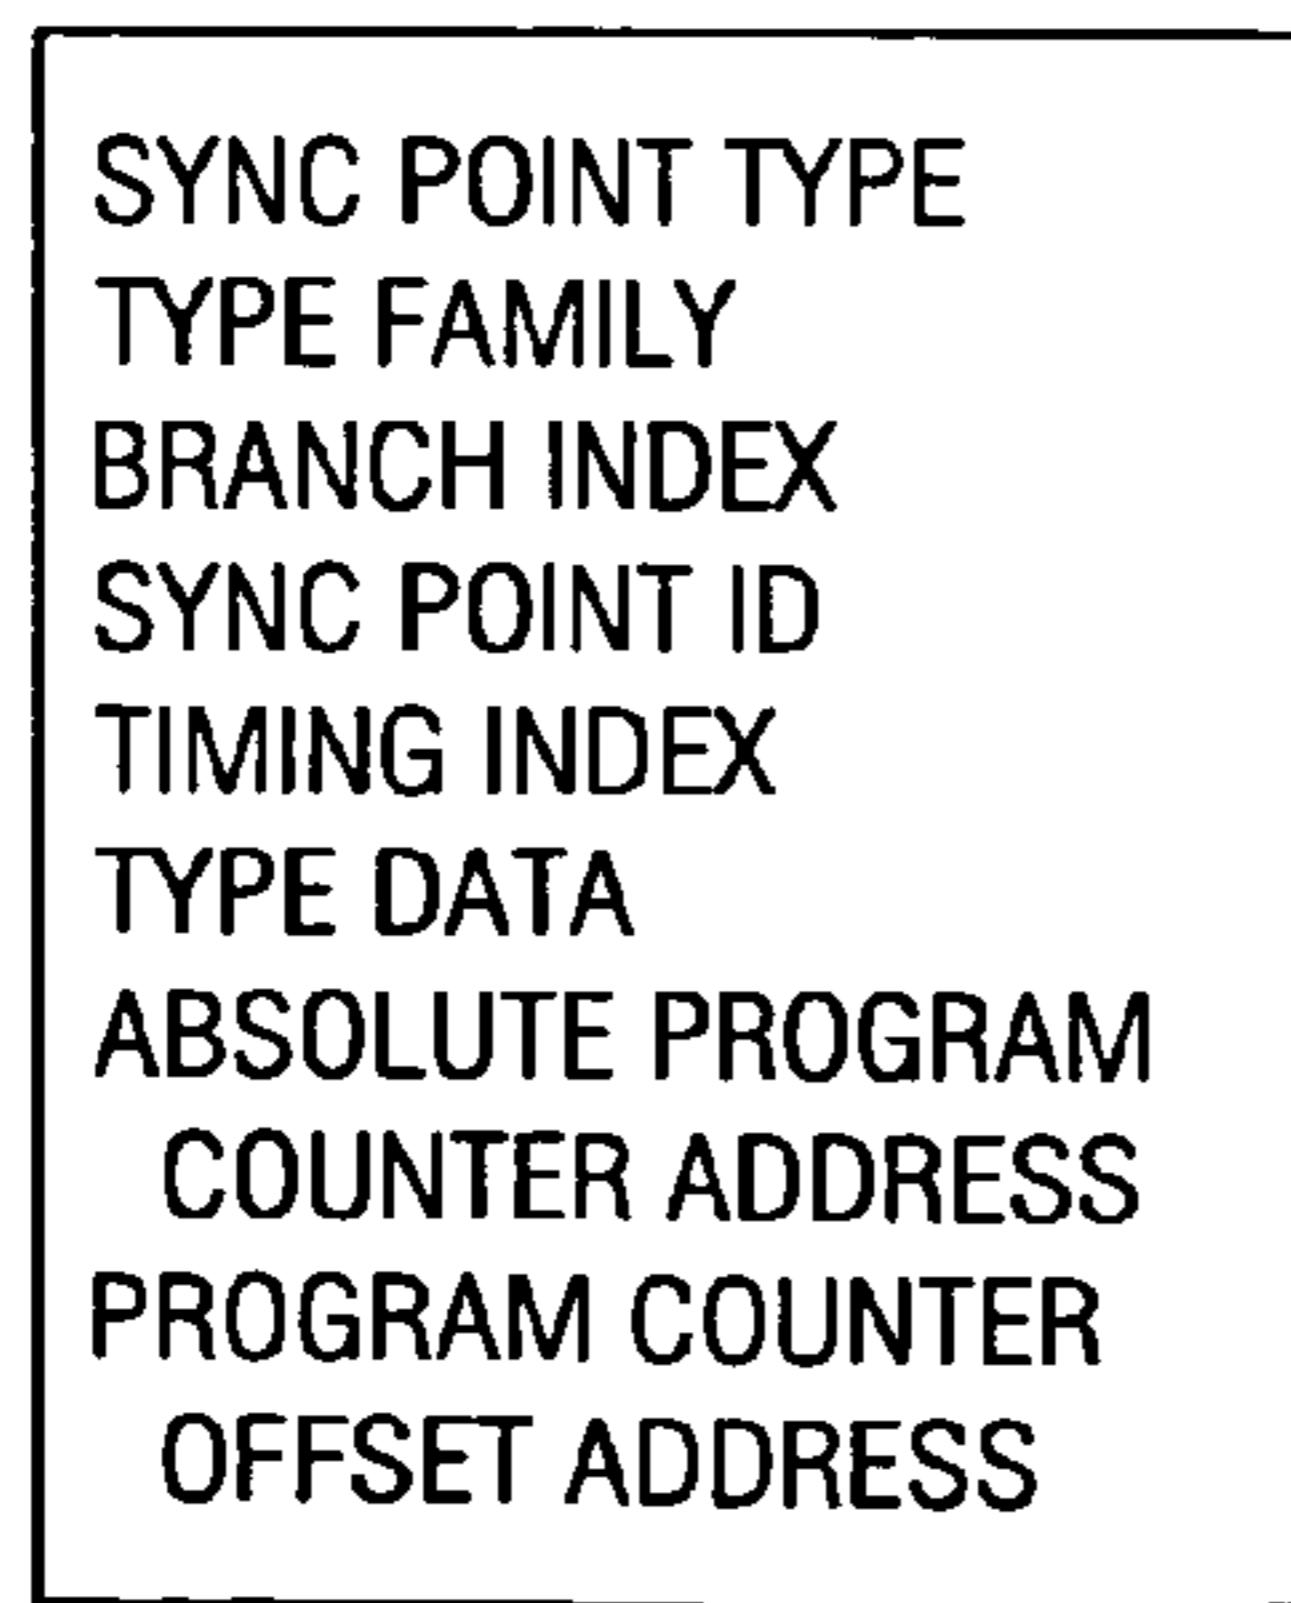 SYNC POINT TYPE
TYPE FAMILY
BRANCH INDEX
SYNC POINT ID
TIMING INDEX
TYPE DATA
ABSOLUTE PROGRAM
COUNTER ADDRESS
PROGRAM COUNTER
OFFSET ADDRESS